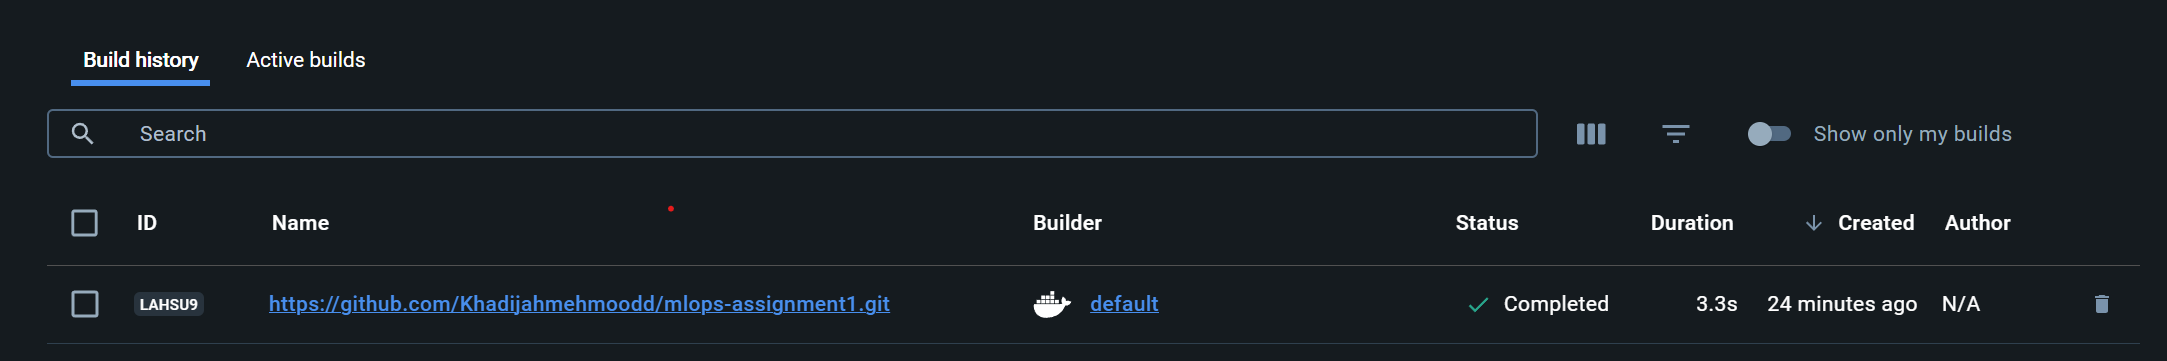 Build history Active builds
Search Show only my builds
ID Name Builder Status Duration Created Author
LAHSU9 https://github.com/Khadijahmehmoodd/mlops-assignment1.git default Completed 3.3s 24 minutes ago N/A